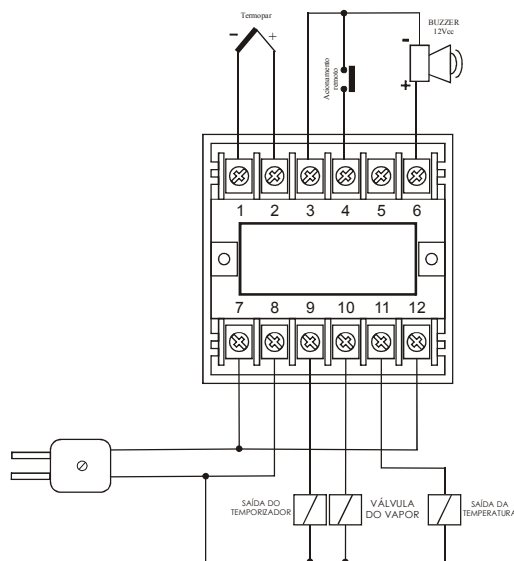 Termopar
BUZZER
12Vcc
-
+
-
+
Acionamento
remoto
1 2 3 4 5 6
7 8 9 10 11 12
SAÍDA DO
TEMPORIZADOR
VÁLVULA
DO VAPOR
SAÍDA DA
TEMPERATURA